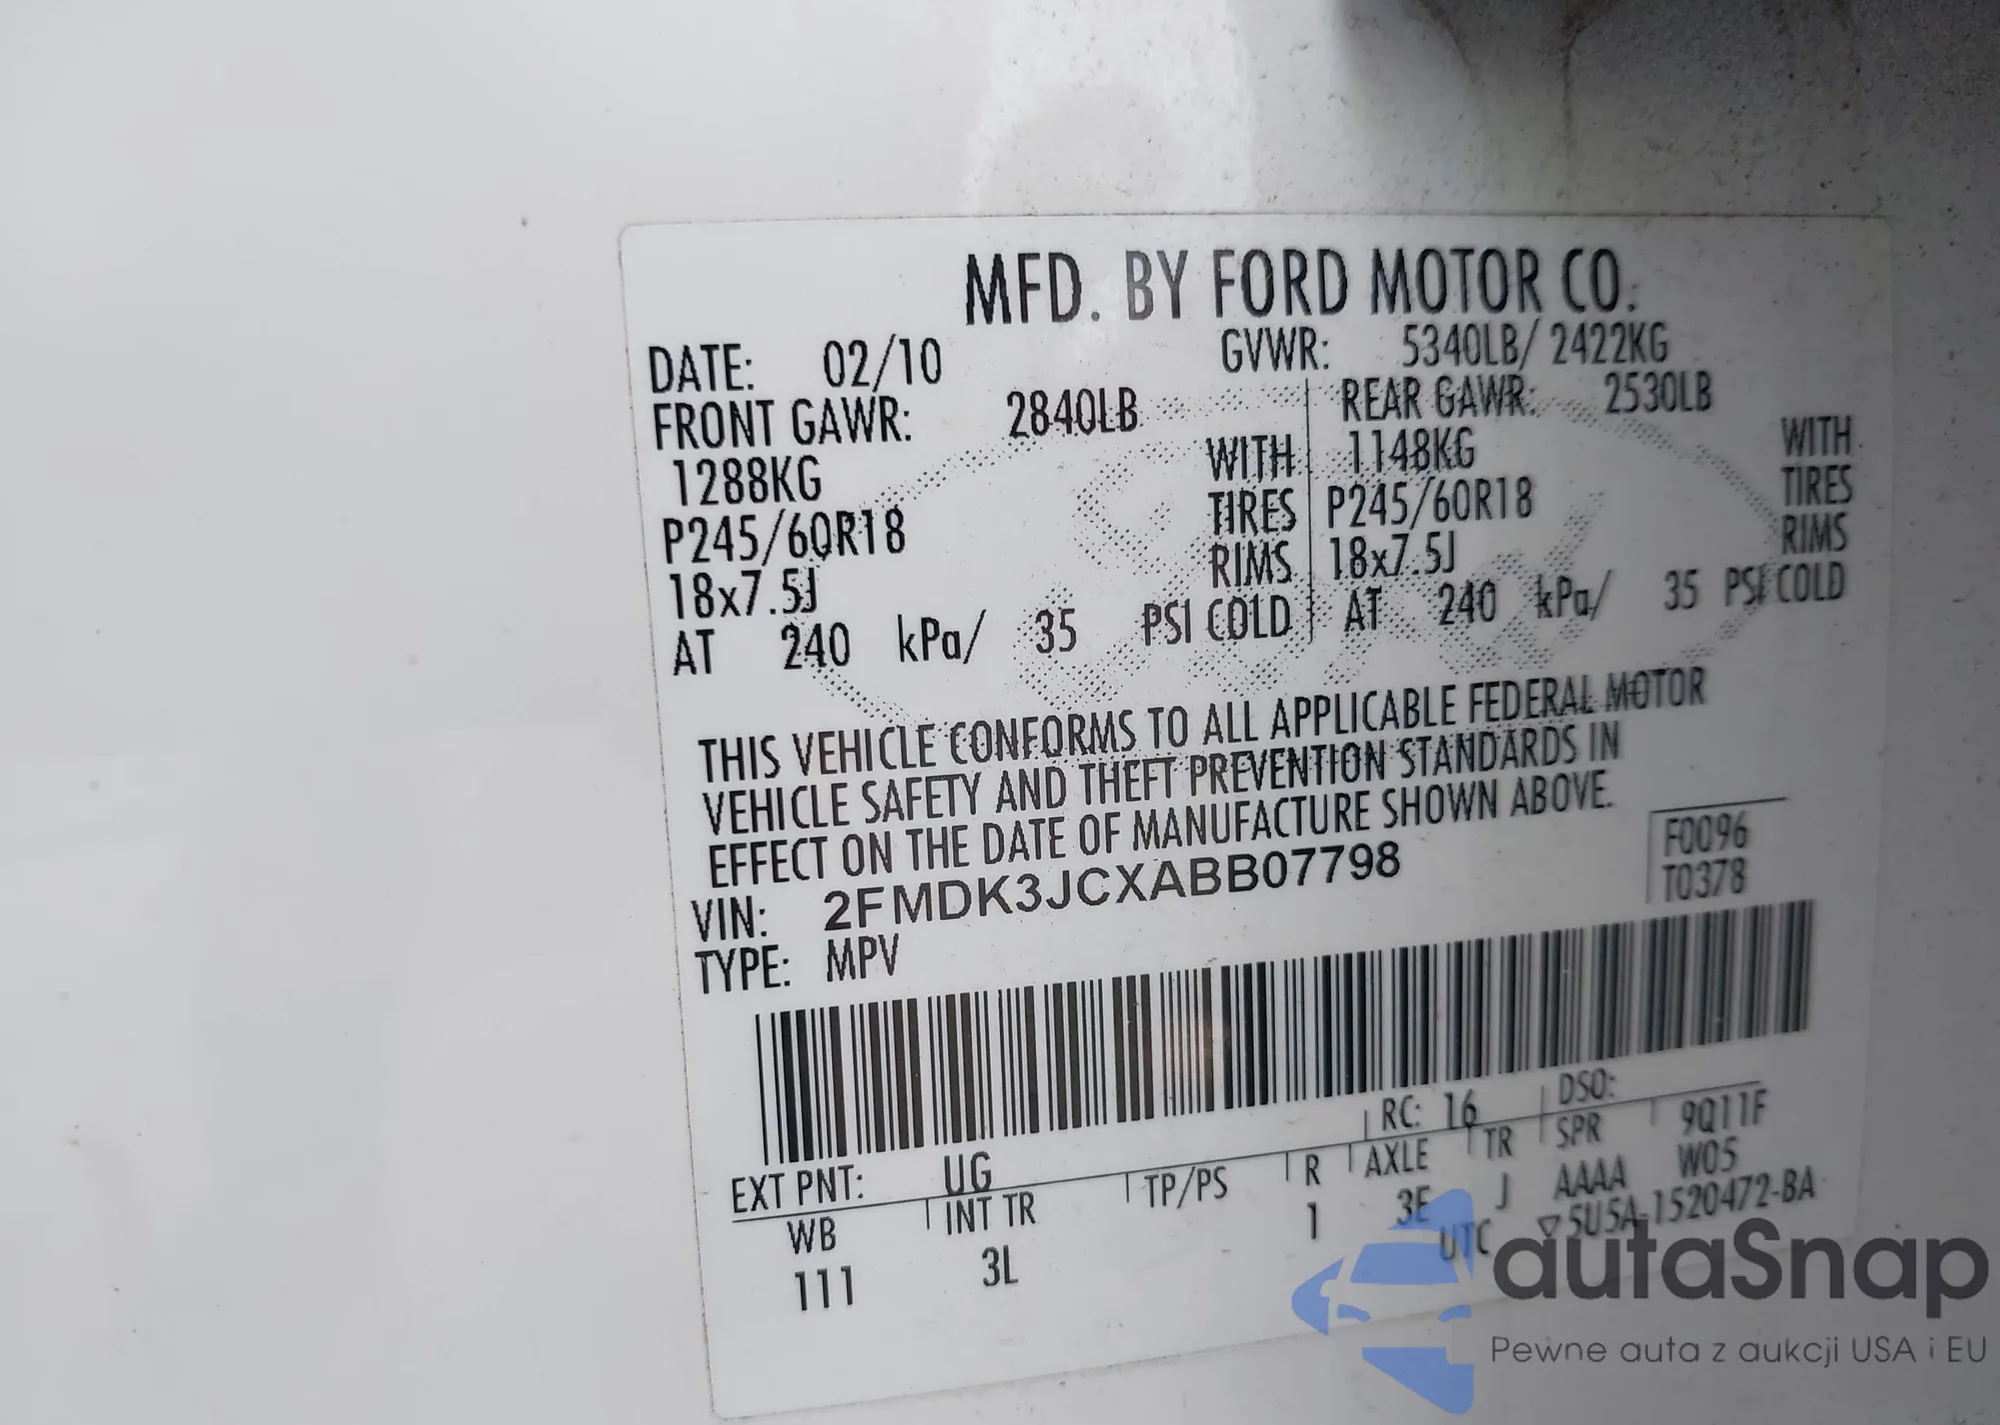 MFD. BY FORD MOTOR CO.
DATE: 02/10 GVWR: 5340LB/ 2422KG
FRONT GAWR: 2840LB REAR GAWR: 2530LB
1288KG WITH 1148KG WITH
P245/60R18 TIRES P245/60R18 TIRES
18x7.5J RIMS 18x7.5J RIMS
AT 240 kPa/ 35 PSI COLD AT 240 kPa/ 35 PSI COLD
THIS VEHICLE CONFORMS TO ALL APPLICABLE FEDERAL MOTOR
VEHICLE SAFETY AND THEFT PREVENTION STANDARDS IN
EFFECT ON THE DATE OF MANUFACTURE SHOWN ABOVE.
F0096
VIN: 2FMDK3JCXABB07798 T0378
TYPE: MPV
EXT PNT: UG RC: 16 DSO:
WB INT TR TP/PS R AXLE TR SPR 9Q11F
111 3L 1 3E J AAAA W05
UTC ▽5U5A-1520472-BA
autaSnap
Pewne auta z aukcji USA i EU